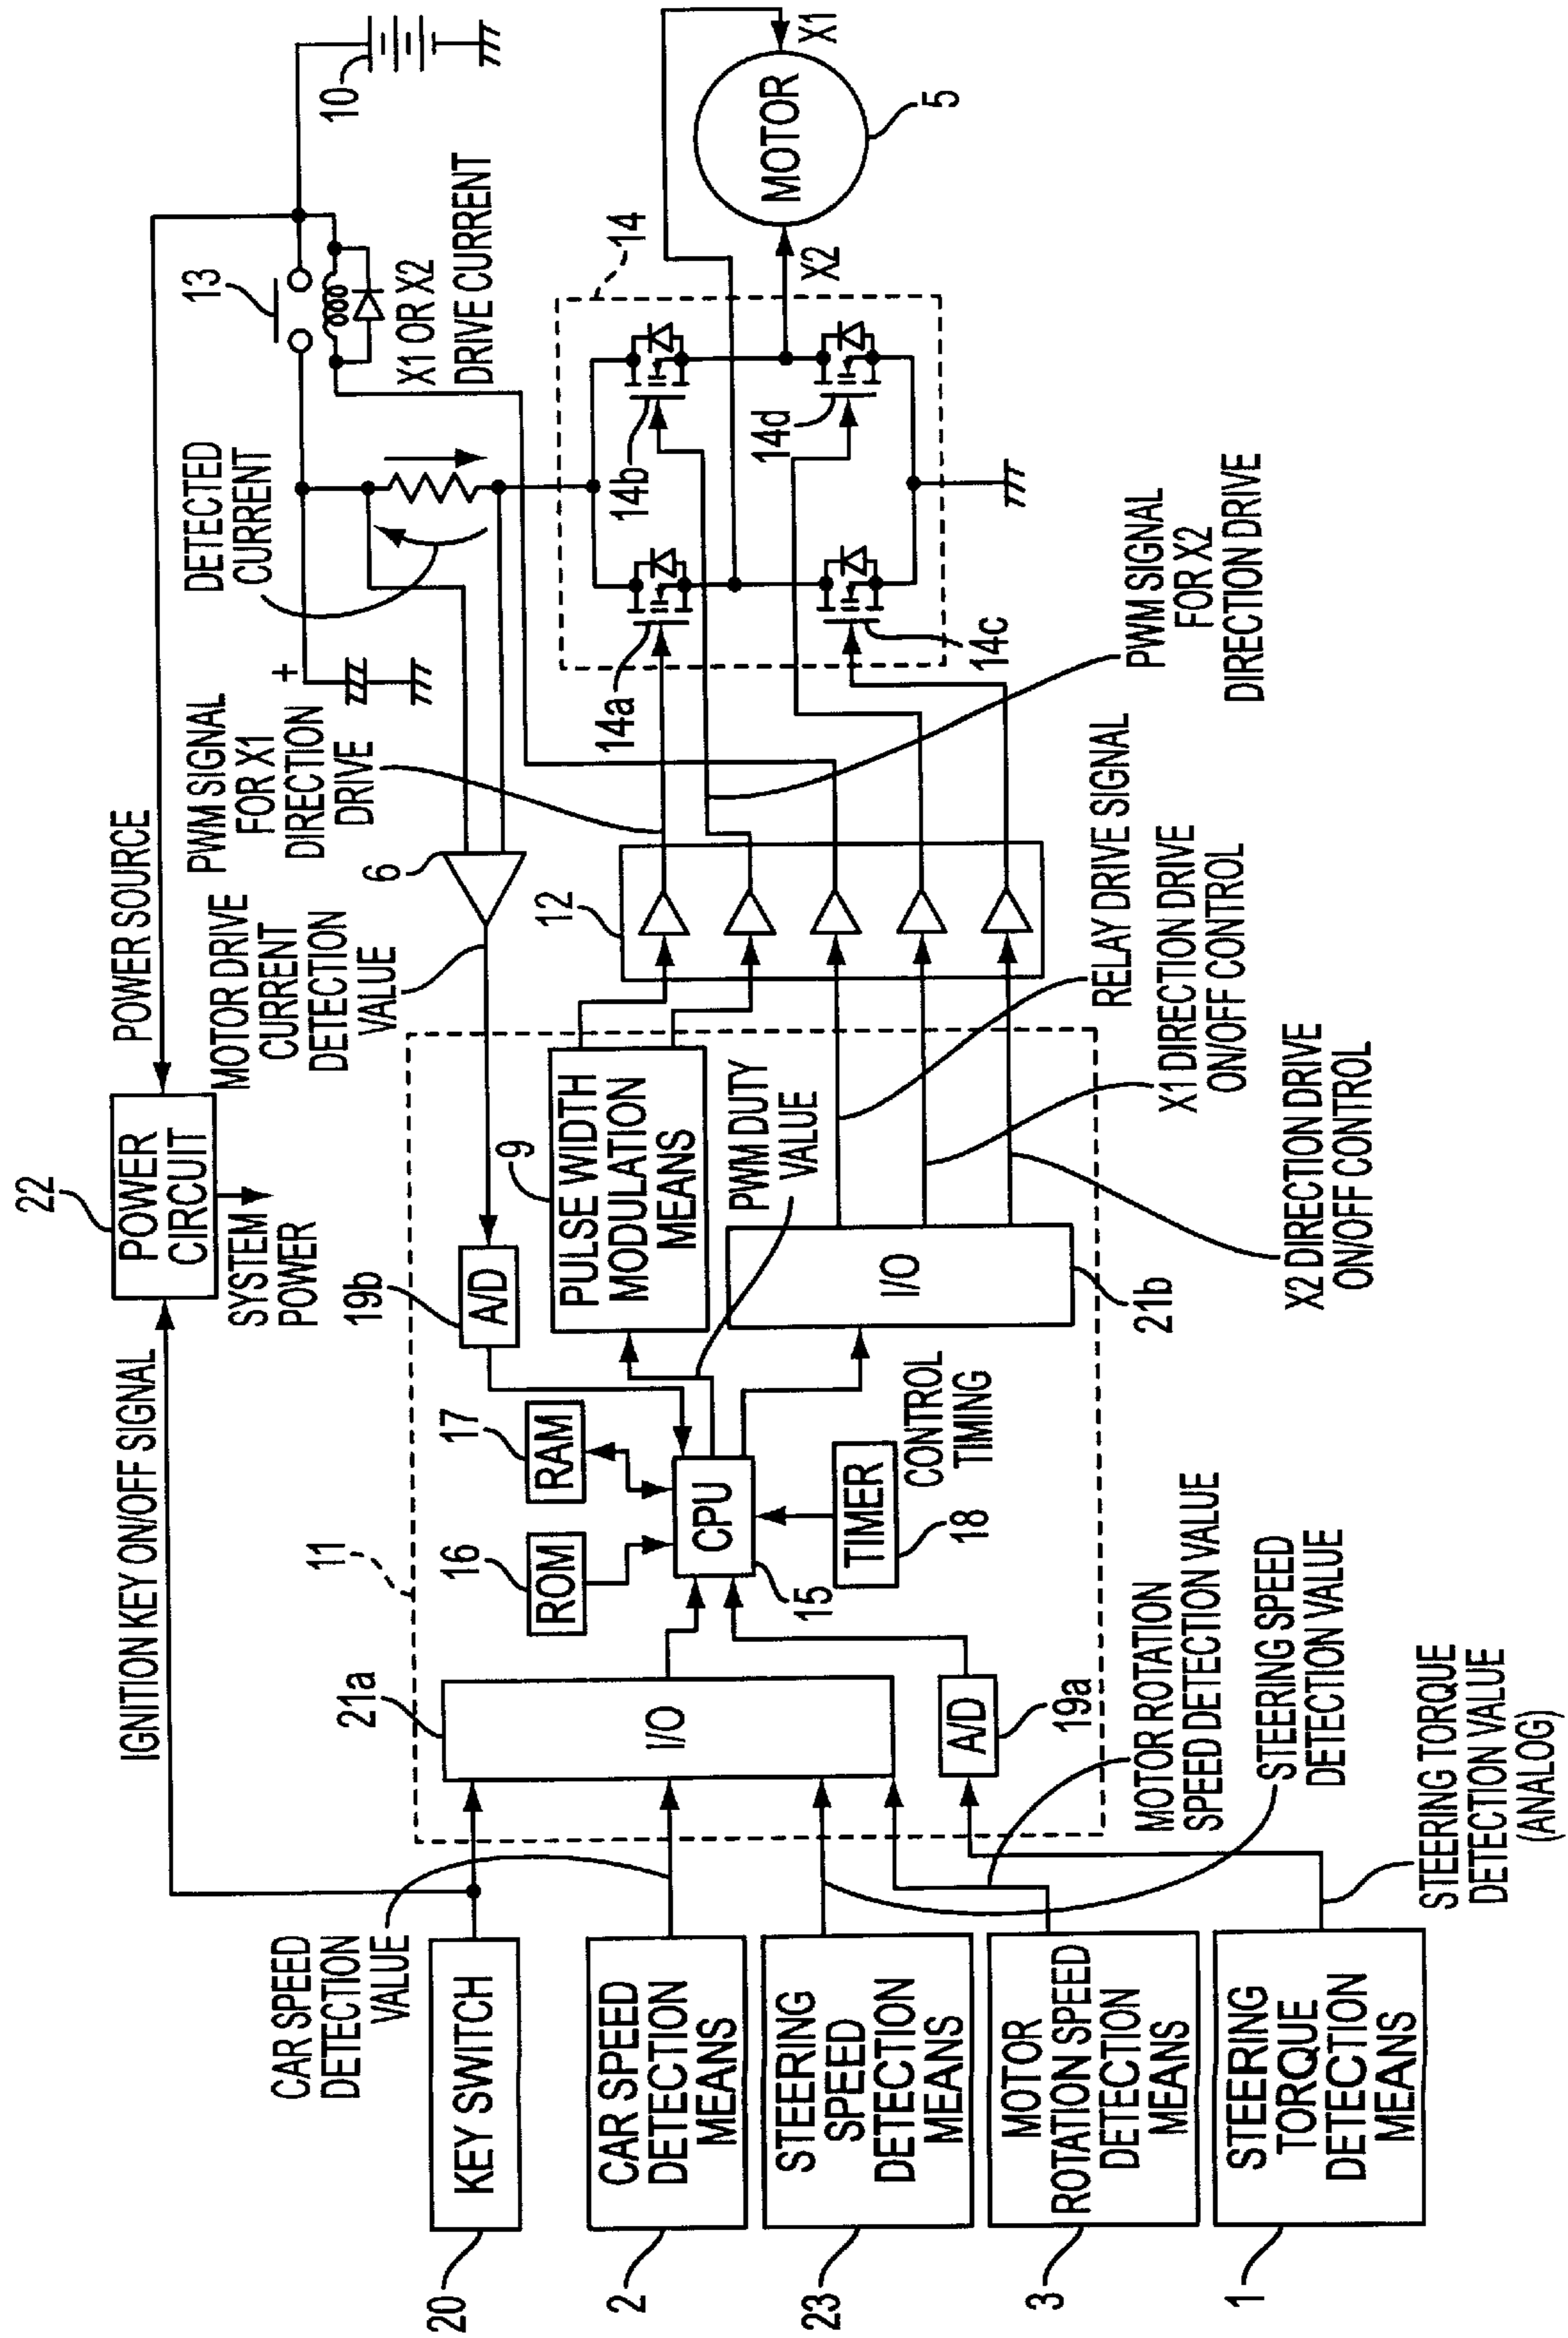 22
POWER
CIRCUIT
SYSTEM
POWER
IGNITION KEY ON/OFF SIGNAL
POWER SOURCE
13
10
X1 OR X2
DRIVE CURRENT
DETECTED
CURRENT
+
PWM SIGNAL
FOR X1
DIRECTION
DRIVE
MOTOR DRIVE
CURRENT
DETECTION
VALUE
6
11
19b
A/D
9
PULSE WIDTH
MODULATION
MEANS
12
14
14a
14b
14c
14d
X1
X2
MOTOR
5
CAR SPEED
DETECTION
VALUE
21a
I/O
16
ROM
17
RAM
CPU
15
TIMER
18
CONTROL
TIMING
PWM DUTY
VALUE
I/O
21b
A/D
19a
KEY SWITCH
20
CAR SPEED
DETECTION
MEANS
2
STEERING
SPEED
DETECTION
MEANS
23
MOTOR
ROTATION SPEED
DETECTION
MEANS
3
STEERING
TORQUE
DETECTION
MEANS
1
MOTOR ROTATION
SPEED DETECTION VALUE
STEERING SPEED
DETECTION VALUE
STEERING TORQUE
DETECTION VALUE
(ANALOG)
RELAY DRIVE SIGNAL
X1 DIRECTION DRIVE
ON/OFF CONTROL
X2 DIRECTION DRIVE
ON/OFF CONTROL
PWM SIGNAL
FOR X2
DIRECTION DRIVE